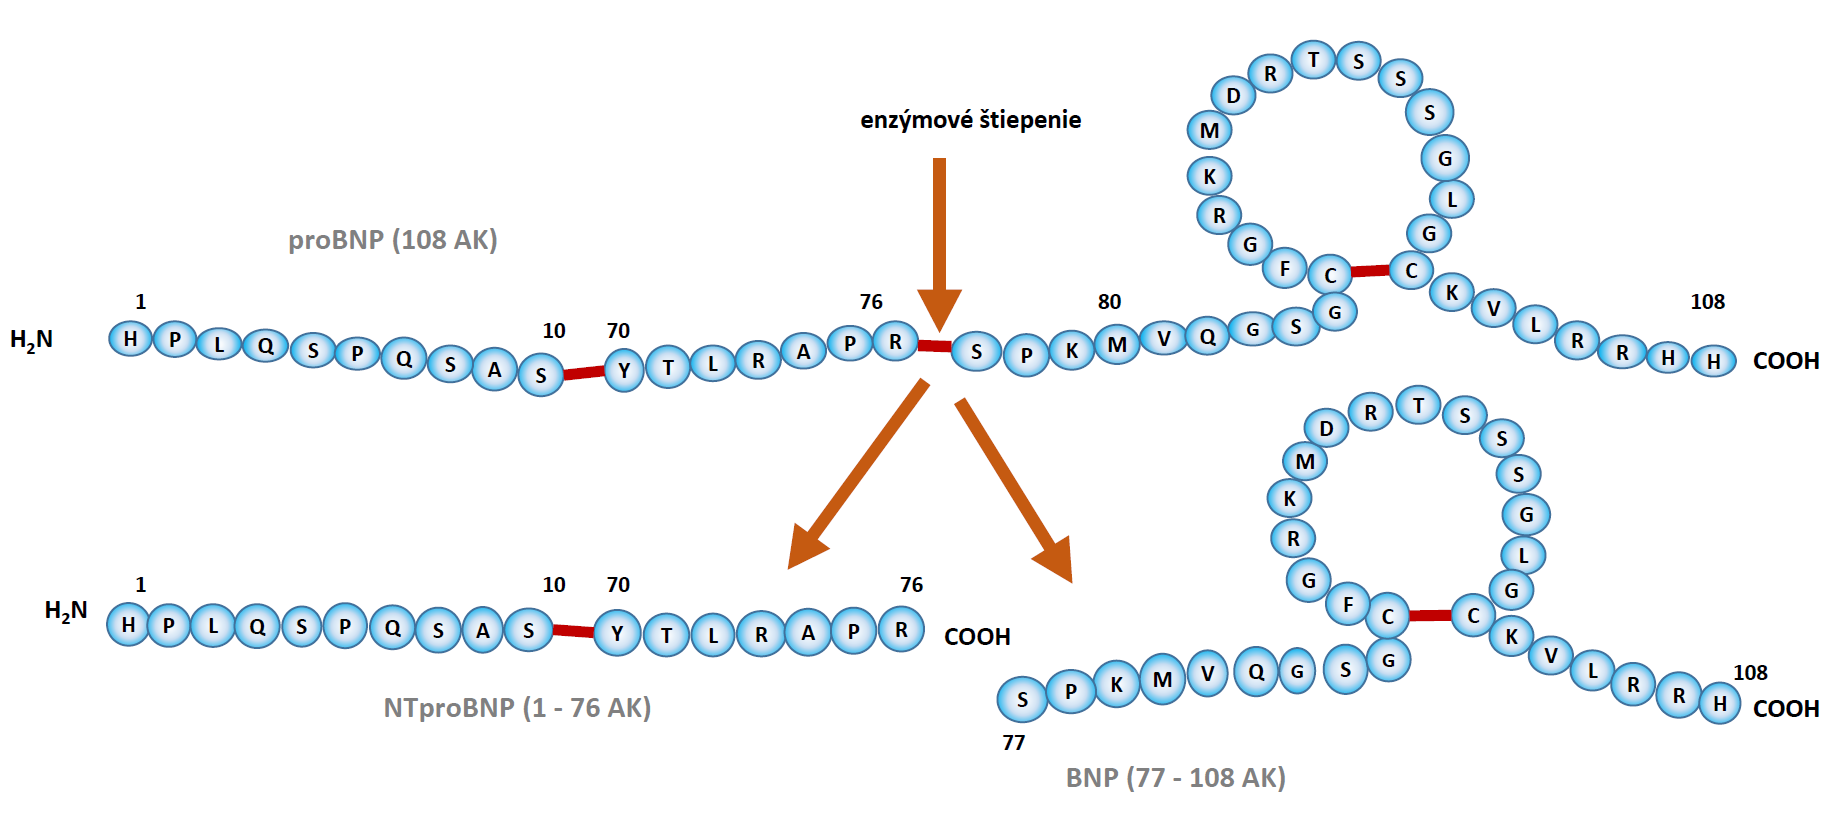 enzýmové štiepenie
proBNP (108 AK)
1 10 70 76 80 108
H₂N H P L Q S P Q S A S Y T L R A P R S P K M V Q G S G C F G R K M D R T S S S G L G C K V L R R H H COOH
1 10 70 76
H₂N H P L Q S P Q S A S Y T L R A P R COOH
NTproBNP (1 - 76 AK)
S P K M V Q G S G C F G R K M D R T S S S G L G C K V L R R H COOH
77 108
BNP (77 - 108 AK)